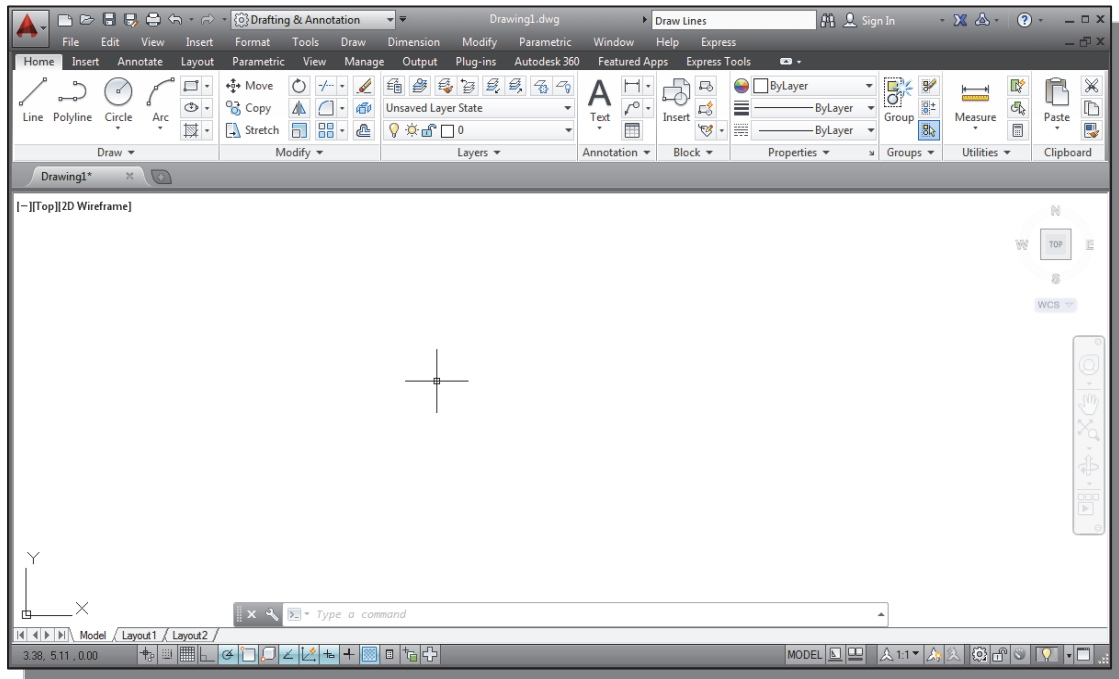 Drafting & Annotation Drawing1.dwg Draw Lines Sign In
File Edit View Insert Format Tools Draw Dimension Modify Parametric Window Help Express
Home Insert Annotate Layout Parametric View Manage Output Plug-ins Autodesk 360 Featured Apps Express Tools
Move ByLayer
Unsaved Layer State
Line Polyline Circle Arc Copy Text Insert ByLayer Group Measure Paste
Stretch 0 ByLayer
Draw Modify Layers Annotation Block Properties Groups Utilities Clipboard
Drawing1*
[−][Top][2D Wireframe]
N
W TOP E
S
WCS
Y
X
Type a command
Model Layout1 Layout2
3.38, 5.11 , 0.00 MODEL 1:1